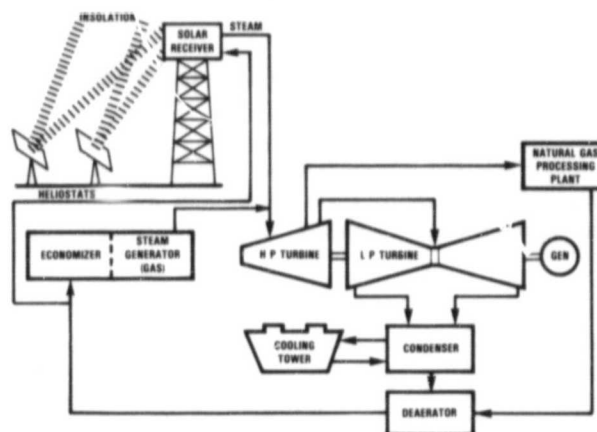 INSOLATION
STEAM
SOLAR
RECEIVER
HELIOSTATS
NATURAL GAS
PROCESSING
PLANT
ECONOMIZER
STEAM
GENERATOR
(GAS)
H P TURBINE
L P TURBINE
GEN
COOLING
TOWER
CONDENSER
DEAERATOR